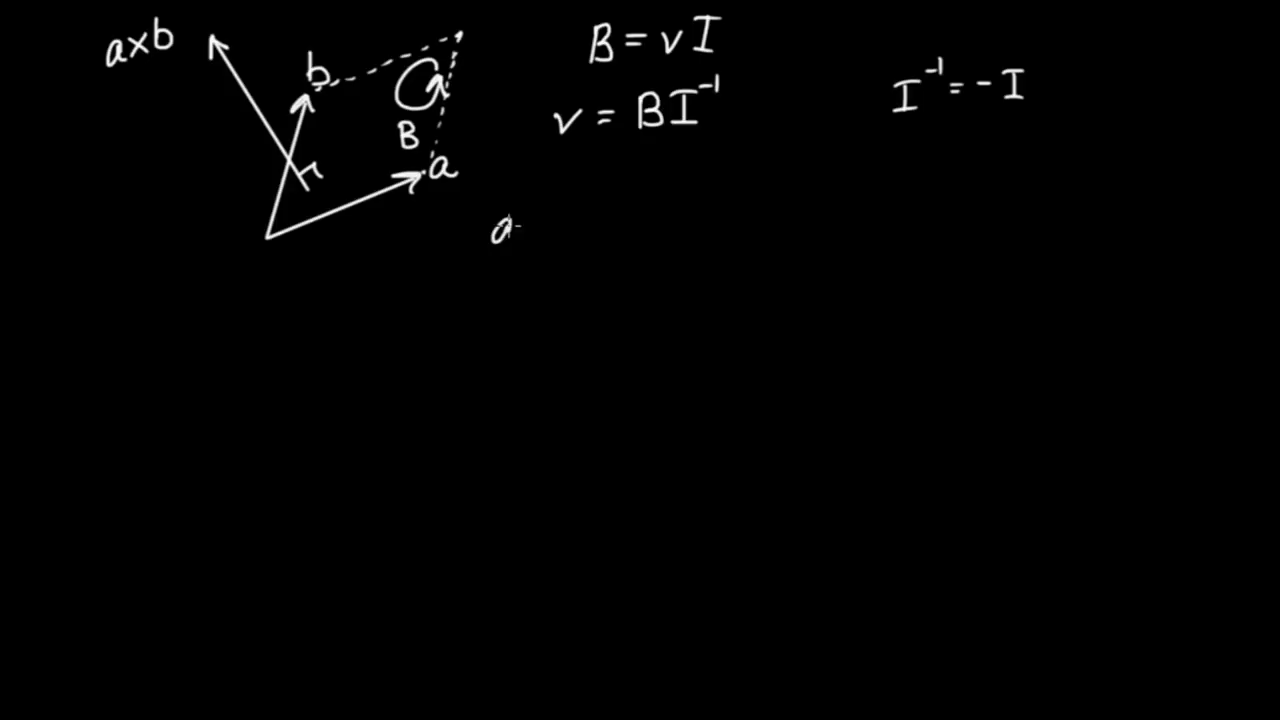 a×b
b
B
a
B = vI
v = BI⁻¹
I⁻¹ = -I
a